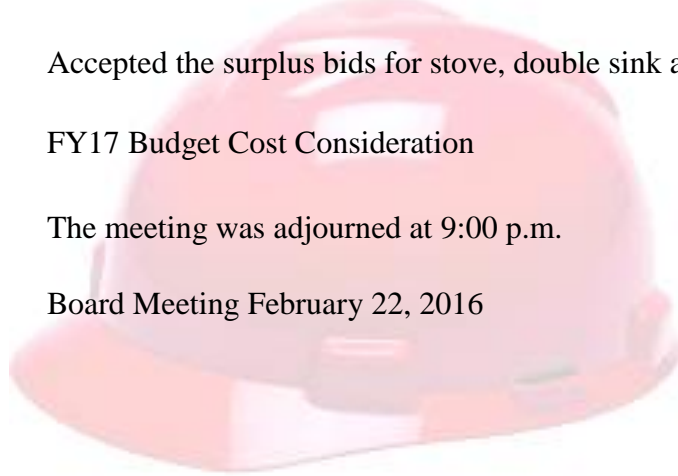 Accepted the surplus bids for stove, double sink a
FY17 Budget Cost Consideration
The meeting was adjourned at 9:00 p.m.
Board Meeting February 22, 2016